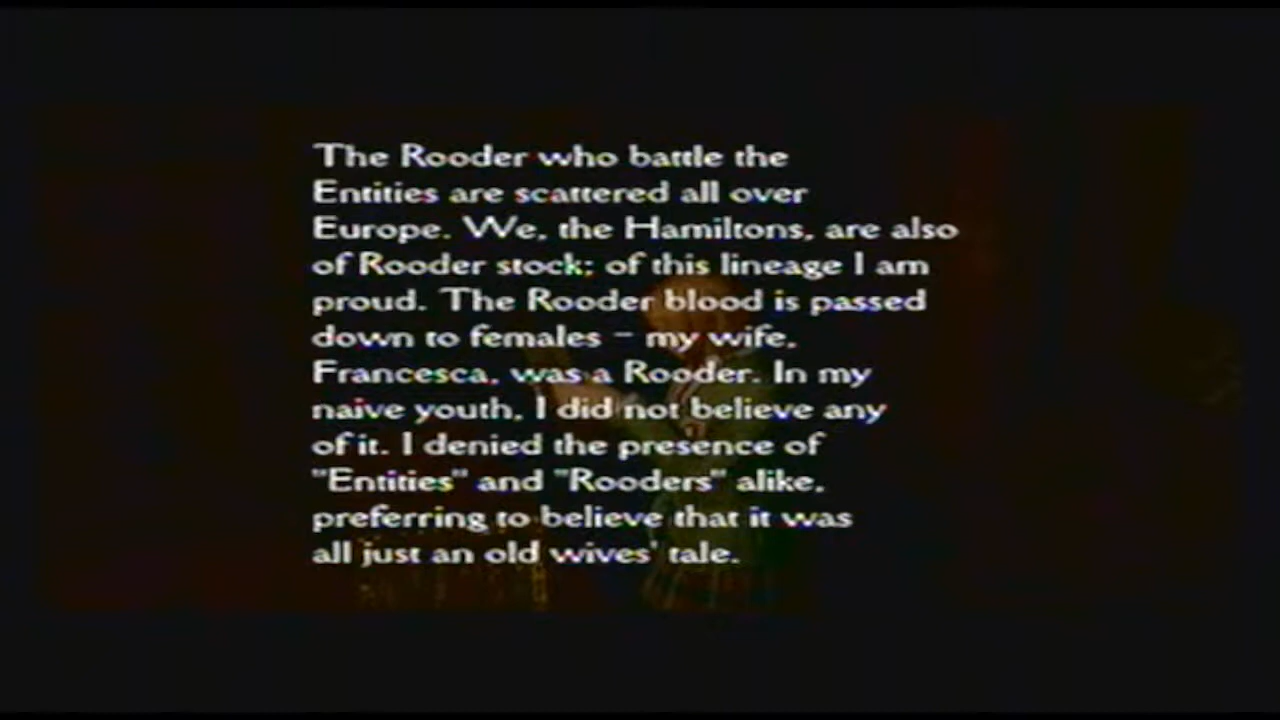 The Rooder who battle the
Entities are scattered all over
Europe. We, the Hamiltons, are also
of Rooder stock; of this lineage I am
proud. The Rooder blood is passed
down to females – my wife,
Francesca, was a Rooder. In my
naive youth, I did not believe any
of it. I denied the presence of
"Entities" and "Rooders" alike,
preferring to believe that it was
all just an old wives' tale.